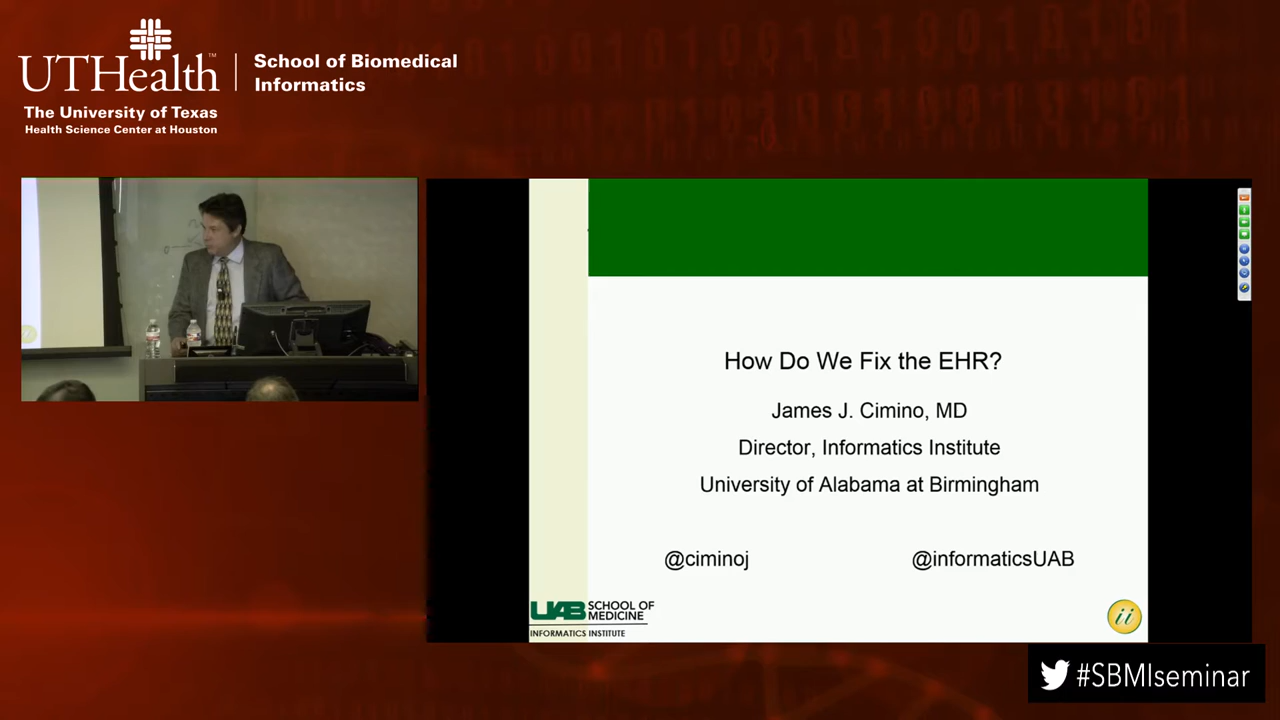 UTHealth™
School of Biomedical
Informatics
The University of Texas
Health Science Center at Houston
How Do We Fix the EHR?
James J. Cimino, MD
Director, Informatics Institute
University of Alabama at Birmingham
@ciminoj
@informaticsUAB
UAB SCHOOL OF
MEDICINE
INFORMATICS INSTITUTE
ii
#SBMIseminar